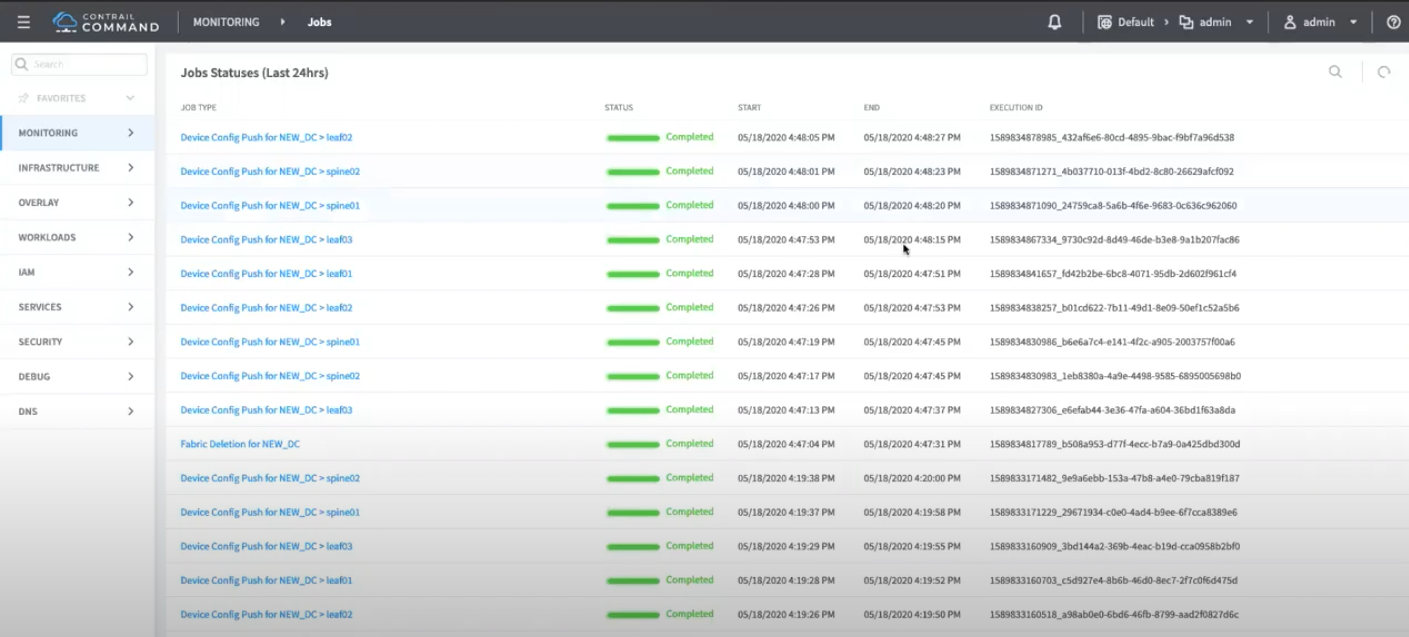 CONTRAIL
COMMAND
MONITORING Jobs
Default admin admin
Search
FAVORITES
MONITORING
INFRASTRUCTURE
OVERLAY
WORKLOADS
IAM
SERVICES
SECURITY
DEBUG
DNS
Jobs Statuses (Last 24hrs)
JOB TYPE STATUS START END EXECUTION ID
Device Config Push for NEW_DC > leaf02 Completed 05/18/2020 4:48:05 PM 05/18/2020 4:48:27 PM 1589834878985_432af6e6-80cd-4895-9bac-f9bf7a96d538
Device Config Push for NEW_DC > spine02 Completed 05/18/2020 4:48:01 PM 05/18/2020 4:48:23 PM 1589834871271_4b037710-013f-4bd2-8c80-26629afcf092
Device Config Push for NEW_DC > spine01 Completed 05/18/2020 4:48:00 PM 05/18/2020 4:48:20 PM 1589834871090_24759ca8-5a6b-4f6e-9683-0c636c962060
Device Config Push for NEW_DC > leaf03 Completed 05/18/2020 4:47:53 PM 05/18/2020 4:48:15 PM 1589834867334_9730c92d-8d49-46de-b3e8-9a1b207fac86
Device Config Push for NEW_DC > leaf01 Completed 05/18/2020 4:47:28 PM 05/18/2020 4:47:51 PM 1589834841657_fd42b2be-6bc8-4071-95db-2d602f961cf4
Device Config Push for NEW_DC > leaf02 Completed 05/18/2020 4:47:26 PM 05/18/2020 4:47:53 PM 1589834838257_b01cd622-7b11-49d1-8e09-50ef1c52a5b6
Device Config Push for NEW_DC > spine01 Completed 05/18/2020 4:47:19 PM 05/18/2020 4:47:45 PM 1589834830986_b6e6a7c4-e141-4f2c-a905-2003757f00a6
Device Config Push for NEW_DC > spine02 Completed 05/18/2020 4:47:17 PM 05/18/2020 4:47:45 PM 1589834830983_1eb8380a-4a9e-4498-9585-6895005698b0
Device Config Push for NEW_DC > leaf03 Completed 05/18/2020 4:47:13 PM 05/18/2020 4:47:37 PM 1589834827306_e6efab44-3e36-47fa-a604-36bd1f63a8da
Fabric Deletion for NEW_DC Completed 05/18/2020 4:47:04 PM 05/18/2020 4:47:31 PM 1589834817789_b508a953-d77f-4ecc-b7a9-0a425dbd300d
Device Config Push for NEW_DC > spine02 Completed 05/18/2020 4:19:38 PM 05/18/2020 4:20:00 PM 1589833171482_9e9a6ebb-153a-47b8-a4e0-79cba819f187
Device Config Push for NEW_DC > spine01 Completed 05/18/2020 4:19:37 PM 05/18/2020 4:19:58 PM 1589833171229_29671934-c0e0-4ad4-b9ee-6f7cca8389e6
Device Config Push for NEW_DC > leaf03 Completed 05/18/2020 4:19:29 PM 05/18/2020 4:19:55 PM 1589833160909_3bd144a2-369b-4eac-b19d-cca0958b2bf0
Device Config Push for NEW_DC > leaf01 Completed 05/18/2020 4:19:28 PM 05/18/2020 4:19:52 PM 1589833160703_c5d927e4-8b6b-46d0-8ec7-2f7c0f6d475d
Device Config Push for NEW_DC > leaf02 Completed 05/18/2020 4:19:26 PM 05/18/2020 4:19:50 PM 1589833160518_a98ab0e0-6bd6-46fb-8799-aad2f0827d6c